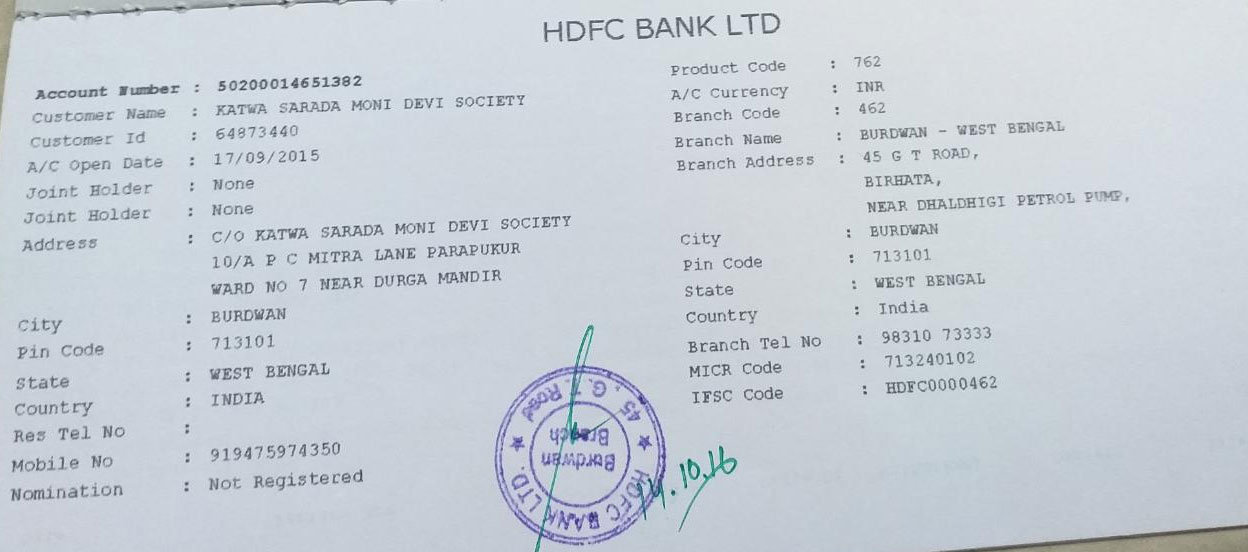 HDFC BANK LTD
Account Number : 50200014651382
Customer Name : KATWA SARADA MONI DEVI SOCIETY
Customer Id : 64873440
A/C Open Date : 17/09/2015
Joint Holder : None
Joint Holder : None
Address : C/O KATWA SARADA MONI DEVI SOCIETY
10/A P C MITRA LANE PARAPUKUR
WARD NO 7 NEAR DURGA MANDIR
City : BURDWAN
Pin Code : 713101
State : WEST BENGAL
Country : INDIA
Res Tel No :
Mobile No : 919475974350
Nomination : Not Registered
Product Code : 762
A/C Currency : INR
Branch Code : 462
Branch Name : BURDWAN - WEST BENGAL
Branch Address : 45 G T ROAD,
BIRHATA,
NEAR DHALDHIGI PETROL PUMP,
City : BURDWAN
Pin Code : 713101
State : WEST BENGAL
Country : India
Branch Tel No : 98310 73333
MICR Code : 713240102
IFSC Code : HDFC0000462
HDFC BANK LTD. ★ 45, G. T. Road ★
Burdwan
Branch
14.10.16